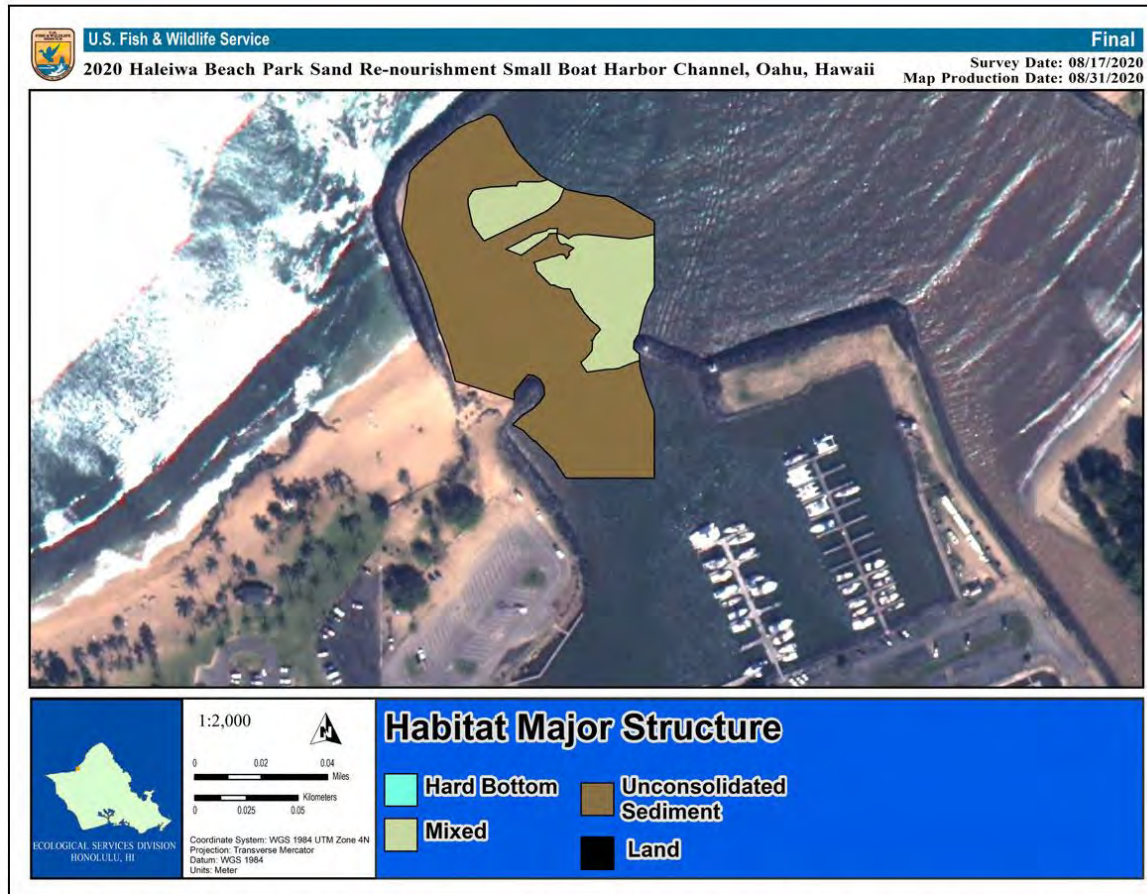 U.S. Fish & Wildlife Service
Final
2020 Haleiwa Beach Park Sand Re-nourishment Small Boat Harbor Channel, Oahu, Hawaii
Survey Date: 08/17/2020
Map Production Date: 08/31/2020
ECOLOGICAL SERVICES DIVISION
HONOLULU, HI
1:2,000
N
0 0.02 0.04
Miles
Kilometers
0 0.025 0.05
Coordinate System: WGS 1984 UTM Zone 4N
Projection: Transverse Mercator
Datum: WGS 1984
Units: Meter
Habitat Major Structure
Hard Bottom
Mixed
Unconsolidated
Sediment
Land